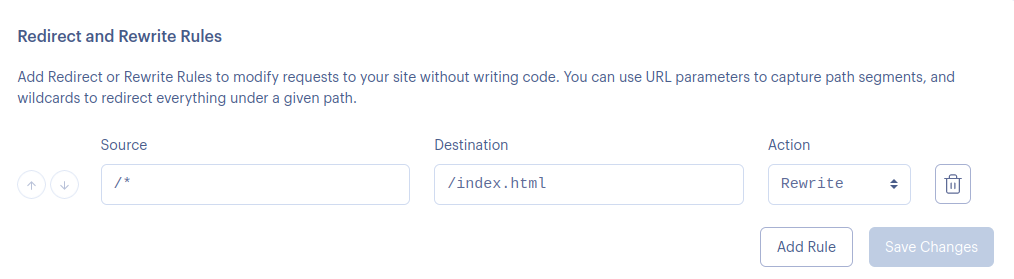 Redirect and Rewrite Rules
Add Redirect or Rewrite Rules to modify requests to your site without writing code. You can use URL parameters to capture path segments, and
wildcards to redirect everything under a given path.
Source Destination Action
/* /index.html Rewrite
Add Rule Save Changes